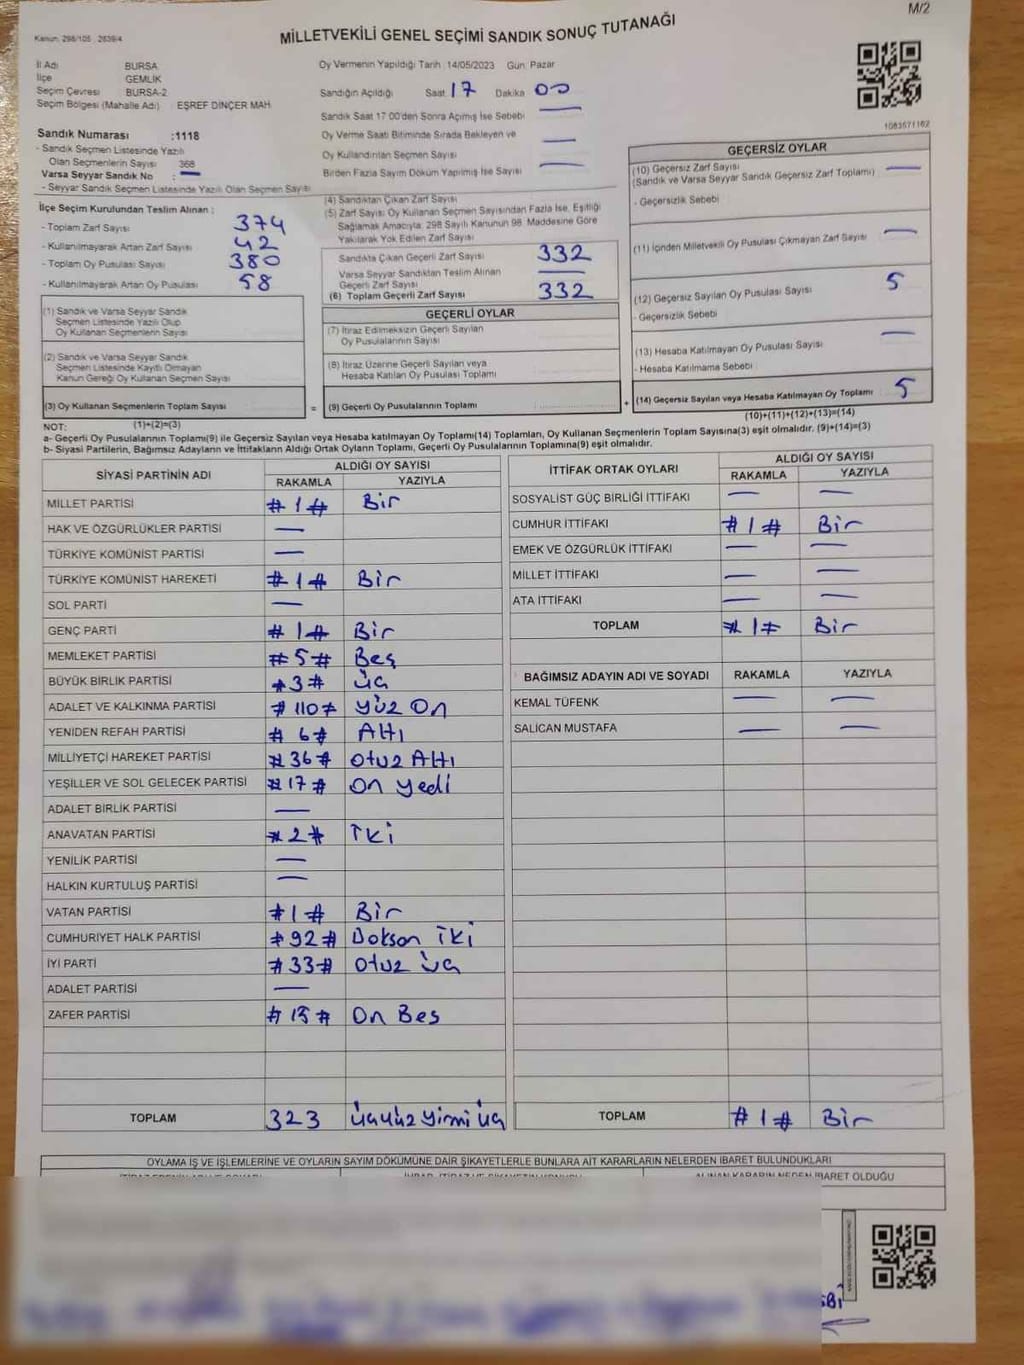 M/2
Kanun: 298/105 2839/4
MİLLETVEKİLİ GENEL SEÇİMİ SANDIK SONUÇ TUTANAĞI
İl Adı BURSA
İlçe GEMLİK
Seçim Çevresi BURSA-2
Seçim Bölgesi (Mahalle Adı) : EŞREF DİNÇER MAH
Sandık Numarası :1118
- Sandık Seçmen Listesinde Yazılı
Olan Seçmenlerin Sayısı 368
Varsa Seyyar Sandık No : —
- Seyyar Sandık Seçmen Listesinde Yazılı Olan Seçmen Sayısı
Oy Vermenin Yapıldığı Tarih :14/05/2023 Gün: Pazar
Sandığın Açıldığı Saat 17 Dakika 00
Sandık Saat 17 00'den Sonra Açımış İse Sebebi —
Oy Verme Saati Bitiminde Sırada Bekleyen ve
Oy Kullandırılan Seçmen Sayısı —
Birden Fazla Sayım Döküm Yapılmış İse Sayısı —
1083571162
İlçe Seçim Kurulundan Teslim Alınan :
- Toplam Zarf Sayısı 374
- Kullanılmayarak Artan Zarf Sayısı 42
- Toplam Oy Pusulası Sayısı 380
- Kullanılmayarak Artan Oy Pusulası 58
(1) Sandık ve Varsa Seyyar Sandık
Seçmen Listesinde Yazılı Olup
Oy Kullanan Seçmenlerin Sayısı
(2) Sandık ve Varsa Seyyar Sandık
Seçmen Listesinde Kayıtlı Olmayan
Kanun Gereği Oy Kullanan Seçmen Sayısı
(3) Oy Kullanan Seçmenlerin Toplam Sayısı
(1)+(2)=(3)
(4) Sandıktan Çıkan Zarf Sayısı
(5) Zarf Sayısı Oy Kullanan Seçmen Sayısından Fazla İse, Eşitliği
Sağlamak Amacıyla, 298 Sayılı Kanunun 98. Maddesine Göre
Yakılarak Yok Edilen Zarf Sayısı
Sandıkta Çıkan Geçerli Zarf Sayısı 332
Varsa Seyyar Sandıktan Teslim Alınan
Geçerli Zarf Sayısı —
(6) Toplam Geçerli Zarf Sayısı 332
GEÇERLİ OYLAR
(7) İtiraz Edilmeksizin Geçerli Sayılan
Oy Pusulalarının Sayısı
(8) İtiraz Üzerine Geçerli Sayılan veya
Hesaba Katılan Oy Pusulası Toplamı
= (9) Geçerli Oy Pusulalarının Toplamı
GEÇERSİZ OYLAR
(10) Geçersiz Zarf Sayısı —
(Sandık ve Varsa Seyyar Sandık Geçersiz Zarf Toplamı)
- Geçersizlik Sebebi
(11) İçinden Milletvekili Oy Pusulası Çıkmayan Zarf Sayısı —
(12) Geçersiz Sayılan Oy Pusulası Sayısı 5
- Geçersizlik Sebebi
(13) Hesaba Katılmayan Oy Pusulası Sayısı —
- Hesaba Katılmama Sebebi
+ (14) Geçersiz Sayılan veya Hesaba Katılmayan Oy Toplamı 5
(10)+(11)+(12)+(13)=(14)
NOT:
a- Geçerli Oy Pusulalarının Toplamı(9) ile Geçersiz Sayılan veya Hesaba katılmayan Oy Toplamı(14) Toplamları, Oy Kullanan Seçmenlerin Toplam Sayısına(3) eşit olmalıdır. (9)+(14)=(3)
b- Siyasi Partilerin, Bağımsız Adayların ve İttifakların Aldığı Ortak Oyların Toplamı, Geçerli Oy Pusulalarının Toplamına(9) eşit olmalıdır.
SİYASİ PARTİNİN ADI ALDIĞI OY SAYISI
RAKAMLA YAZIYLA
MİLLET PARTİSİ # 1 # Bir
HAK VE ÖZGÜRLÜKLER PARTİSİ —
TÜRKİYE KOMÜNİST PARTİSİ —
TÜRKİYE KOMÜNİST HAREKETİ # 1 # Bir
SOL PARTİ —
GENÇ PARTİ # 1 # Bir
MEMLEKET PARTİSİ # 5 # Beş
BÜYÜK BİRLİK PARTİSİ # 3 # üç
ADALET VE KALKINMA PARTİSİ # 110 # Yüz On
YENİDEN REFAH PARTİSİ # 6 # Altı
MİLLİYETÇİ HAREKET PARTİSİ # 36 # Otuz Altı
YEŞİLLER VE SOL GELECEK PARTİSİ # 17 # On yedi
ADALET BİRLİK PARTİSİ —
ANAVATAN PARTİSİ # 2 # İki
YENİLİK PARTİSİ —
HALKIN KURTULUŞ PARTİSİ —
VATAN PARTİSİ # 1 # Bir
CUMHURİYET HALK PARTİSİ # 92 # Doksan İki
İYİ PARTİ # 33 # Otuz üç
ADALET PARTİSİ —
ZAFER PARTİSİ # 15 # On Beş
TOPLAM 323 üçyüz yirmi üç
İTTİFAK ORTAK OYLARI ALDIĞI OY SAYISI
RAKAMLA YAZIYLA
SOSYALİST GÜÇ BİRLİĞİ İTTİFAKI — —
CUMHUR İTTİFAKI # 1 # Bir
EMEK VE ÖZGÜRLÜK İTTİFAKI — —
MİLLET İTTİFAKI — —
ATA İTTİFAKI — —
TOPLAM # 1 # Bir
BAĞIMSIZ ADAYIN ADI VE SOYADI RAKAMLA YAZIYLA
KEMAL TÜFENK — —
SALİCAN MUSTAFA — —
TOPLAM # 1 # Bir
OYLAMA İŞ VE İŞLEMLERİNE VE OYLARIN SAYIM DÖKÜMÜNE DAİR ŞİKAYETLERLE BUNLARA AİT KARARLARIN NELERDEN İBARET BULUNDUKLARI
ALINAN KARARIN NEDEN İBARET OLDUĞU